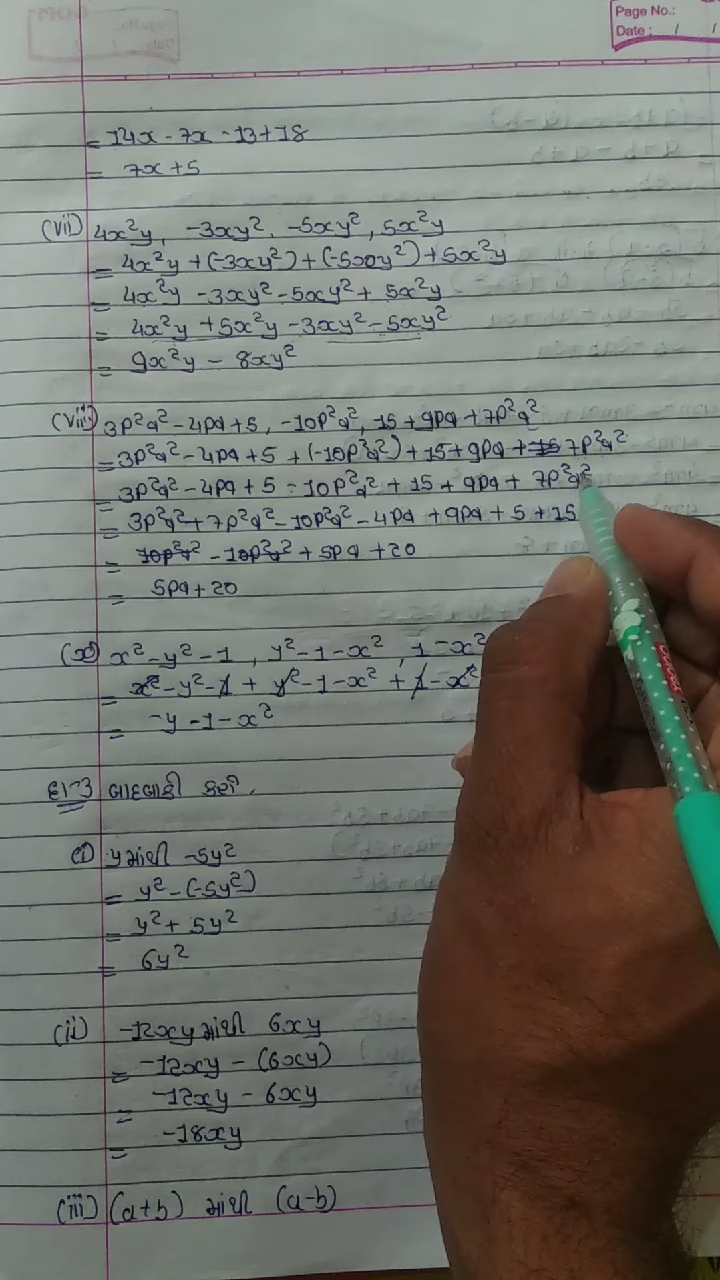 Page No.:
Date : / /
= 14x - 7x - 13 + 18
= 7x + 5
(vii) 4x²y, -3xy², -5xy², 5x²y
= 4x²y + (-3xy²) + (-5xy²) + 5x²y
= 4x²y - 3xy² - 5xy² + 5x²y
= 4x²y + 5x²y - 3xy² - 5xy²
= 9x²y - 8xy²
(viii) 3p²q² - 4pq + 5, -10p²q², 15 + 9pq + 7p²q²
= 3p²q² - 4pq + 5 + (-10p²q²) + 15 + 9pq + 7p²q²
= 3p²q² - 4pq + 5 - 10p²q² + 15 + 9pq + 7p²q²
= 3p²q² + 7p²q² - 10p²q² - 4pq + 9pq + 5 + 15
= 10p²q² - 10p²q² + 5pq + 20
= 5pq + 20
(x) x² - y² - 1, y² - 1 - x², 1 - x²
= x² - y² - 1 + y² - 1 - x² + 1 - x²
= -y - 1 - x²
દા-3 બાદબાકી કરો.
(i) y માંથી -5y²
= y² - (-5y²)
= y² + 5y²
= 6y²
(ii) -12xy માંથી 6xy
= -12xy - (6xy)
= -12xy - 6xy
= -18xy
(iii) (a+b) માંથી (a-b)